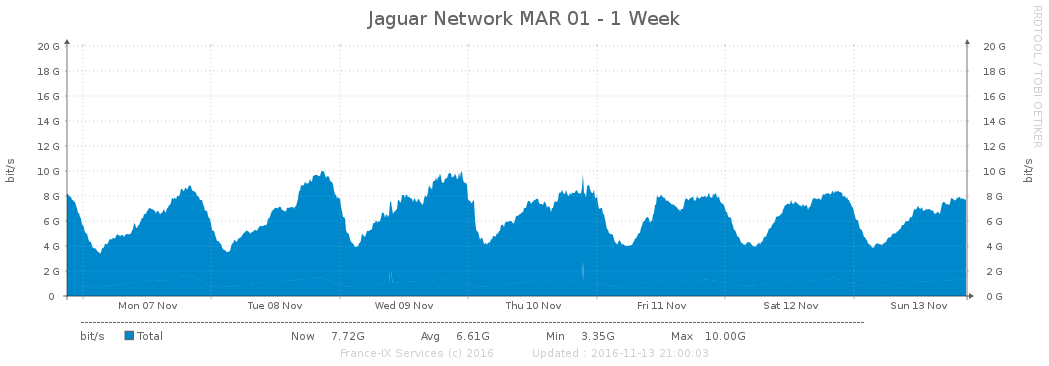 Jaguar Network MAR 01 - 1 Week
RRDTOOL / TOBI OETIKER
bit/s
bit/s
20 G 20 G
18 G 18 G
16 G 16 G
14 G 14 G
12 G 12 G
10 G 10 G
8 G 8 G
6 G 6 G
4 G 4 G
2 G 2 G
0 0 G
Mon 07 Nov Tue 08 Nov Wed 09 Nov Thu 10 Nov Fri 11 Nov Sat 12 Nov Sun 13 Nov
bit/s Total Now 7.72G Avg 6.61G Min 3.35G Max 10.00G
France-IX Services (c) 2016 Updated : 2016-11-13 21:00:03